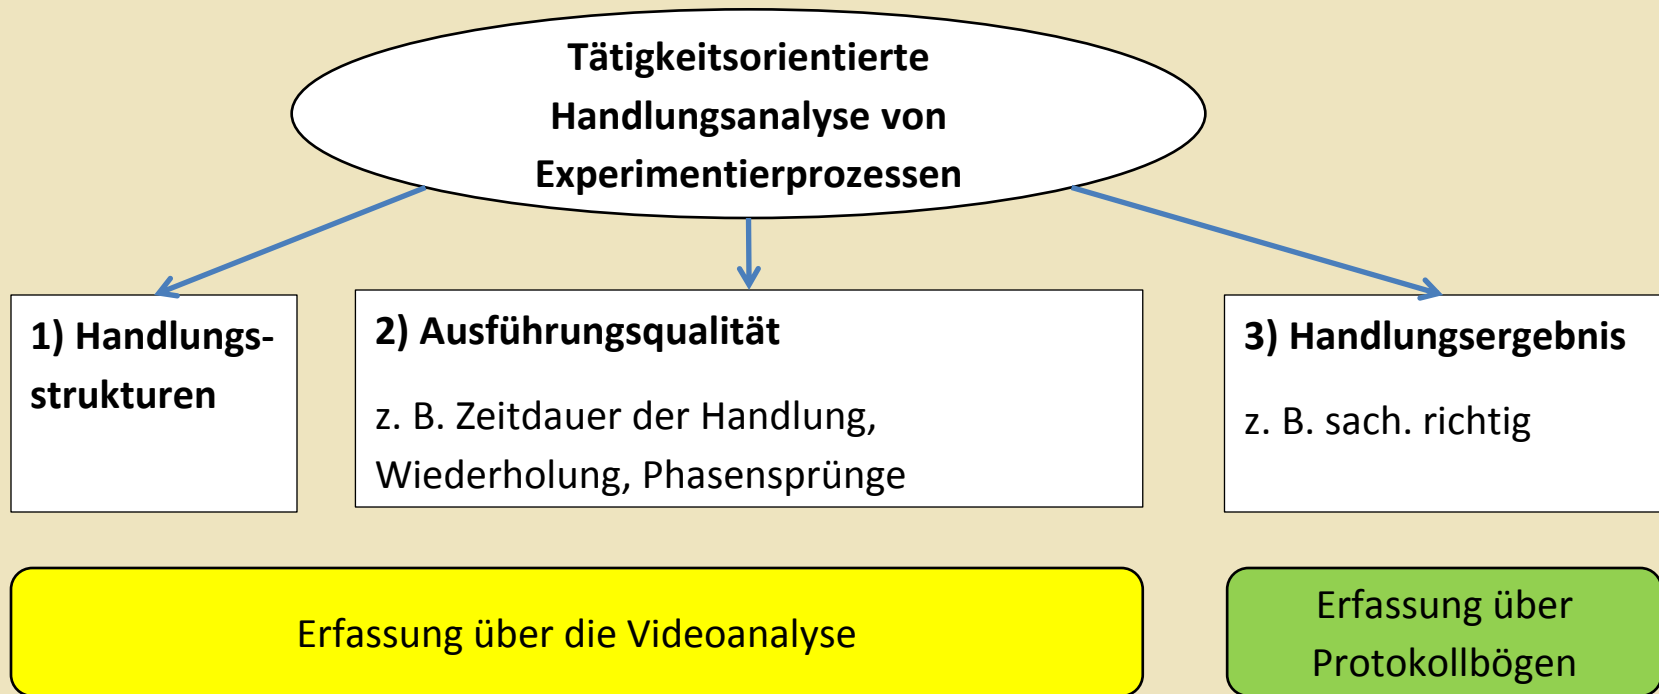 Tätigkeitsorientierte
Handlungsanalyse von
Experimentierprozessen
1) Handlungs-
strukturen
2) Ausführungsqualität
z. B. Zeitdauer der Handlung,
Wiederholung, Phasensprünge
3) Handlungsergebnis
z. B. sach. richtig
Erfassung über die Videoanalyse
Erfassung über
Protokollbögen